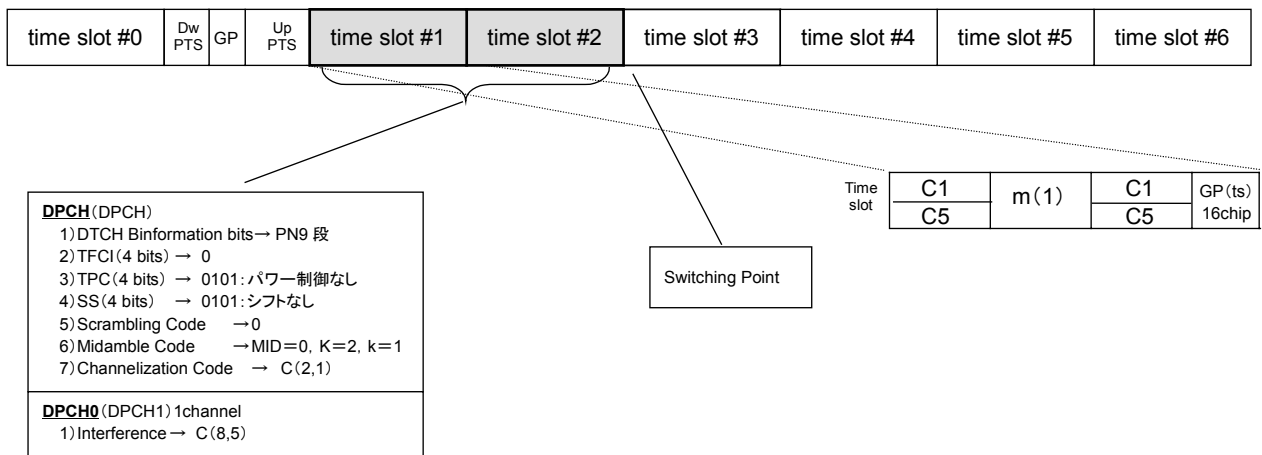 time slot #0
Dw
PTS
GP
Up
PTS
time slot #1
time slot #2
time slot #3
time slot #4
time slot #5
time slot #6
Time
slot
C1
C5
m(1)
C1
C5
GP(ts)
16chip
DPCH(DPCH)
1)DTCH Binformation bits→ PN9 段
2)TFCI(4 bits) → 0
3)TPC(4 bits) → 0101:パワー制御なし
4)SS(4 bits) → 0101:シフトなし
5)Scrambling Code →0
6)Midamble Code →MID=0, K=2, k=1
7)Channelization Code → C(2,1)
DPCH0(DPCH1)1channel
1)Interference→ C(8,5)
Switching Point